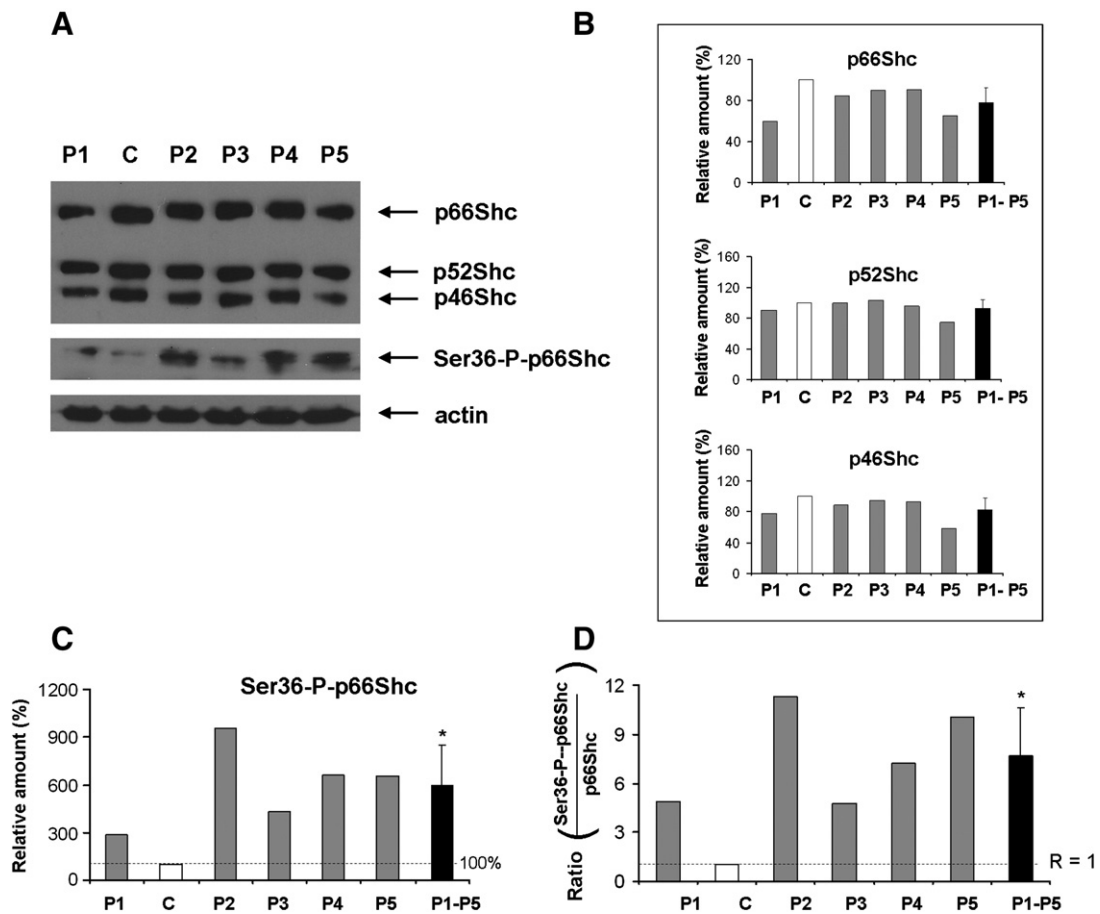 A
P1 C P2 P3 P4 P5
p66Shc
p52Shc
p46Shc
Ser36-P-p66Shc
actin
B
p66Shc
Relative amount (%)
120
80
40
0
P1 C P2 P3 P4 P5 P1- P5
p52Shc
Relative amount (%)
160
120
80
40
0
P1 C P2 P3 P4 P5 P1- P5
p46Shc
Relative amount (%)
160
120
80
40
0
P1 C P2 P3 P4 P5 P1- P5
C
Ser36-P-p66Shc
Relative amount (%)
1200
900
600
300
0
*
100%
P1 C P2 P3 P4 P5 P1-P5
D
Ratio (Ser36-P--p66Shc
p66Shc)
12
9
6
3
0
*
R = 1
P1 C P2 P3 P4 P5 P1-P5